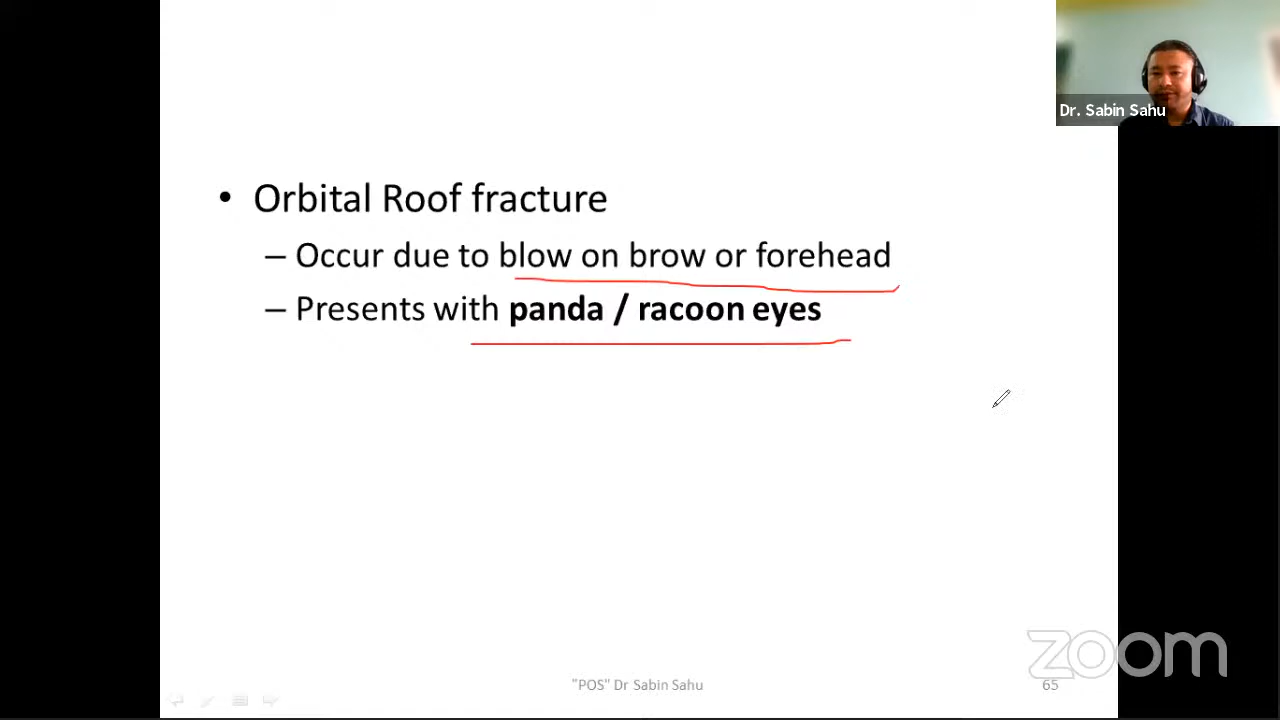 Dr. Sabin Sahu
• Orbital Roof fracture
– Occur due to blow on brow or forehead
– Presents with panda / racoon eyes
zoom
"POS" Dr Sabin Sahu
65